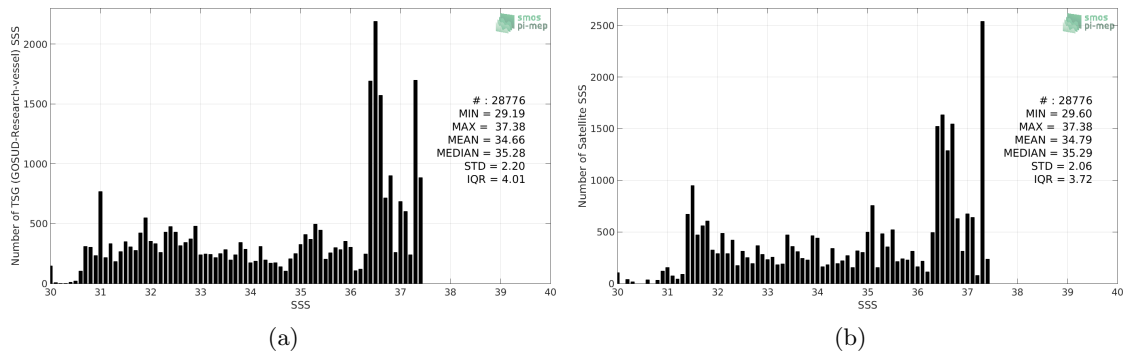 smos
pi-mep
Number of TSG (GOSUD-Research-vessel) SSS
2000
1500
1000
500
0
# : 28776
MIN = 29.19
MAX = 37.38
MEAN = 34.66
MEDIAN = 35.28
STD = 2.20
IQR = 4.01
30 31 32 33 34 35 36 37 38 39 40
SSS
(a)
smos
pi-mep
Number of Satellite SSS
2500
2000
1500
1000
500
0
# : 28776
MIN = 29.60
MAX = 37.38
MEAN = 34.79
MEDIAN = 35.29
STD = 2.06
IQR = 3.72
30 31 32 33 34 35 36 37 38 39 40
SSS
(b)